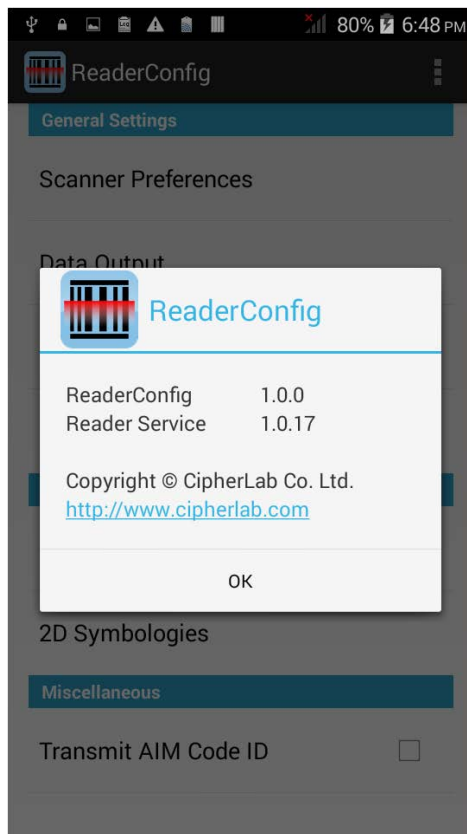 80% 6:48 PM
ReaderConfig
General Settings
Scanner Preferences
Data Output
ReaderConfig
ReaderConfig 1.0.0
Reader Service 1.0.17
Copyright © CipherLab Co. Ltd.
http://www.cipherlab.com
OK
2D Symbologies
Miscellaneous
Transmit AIM Code ID